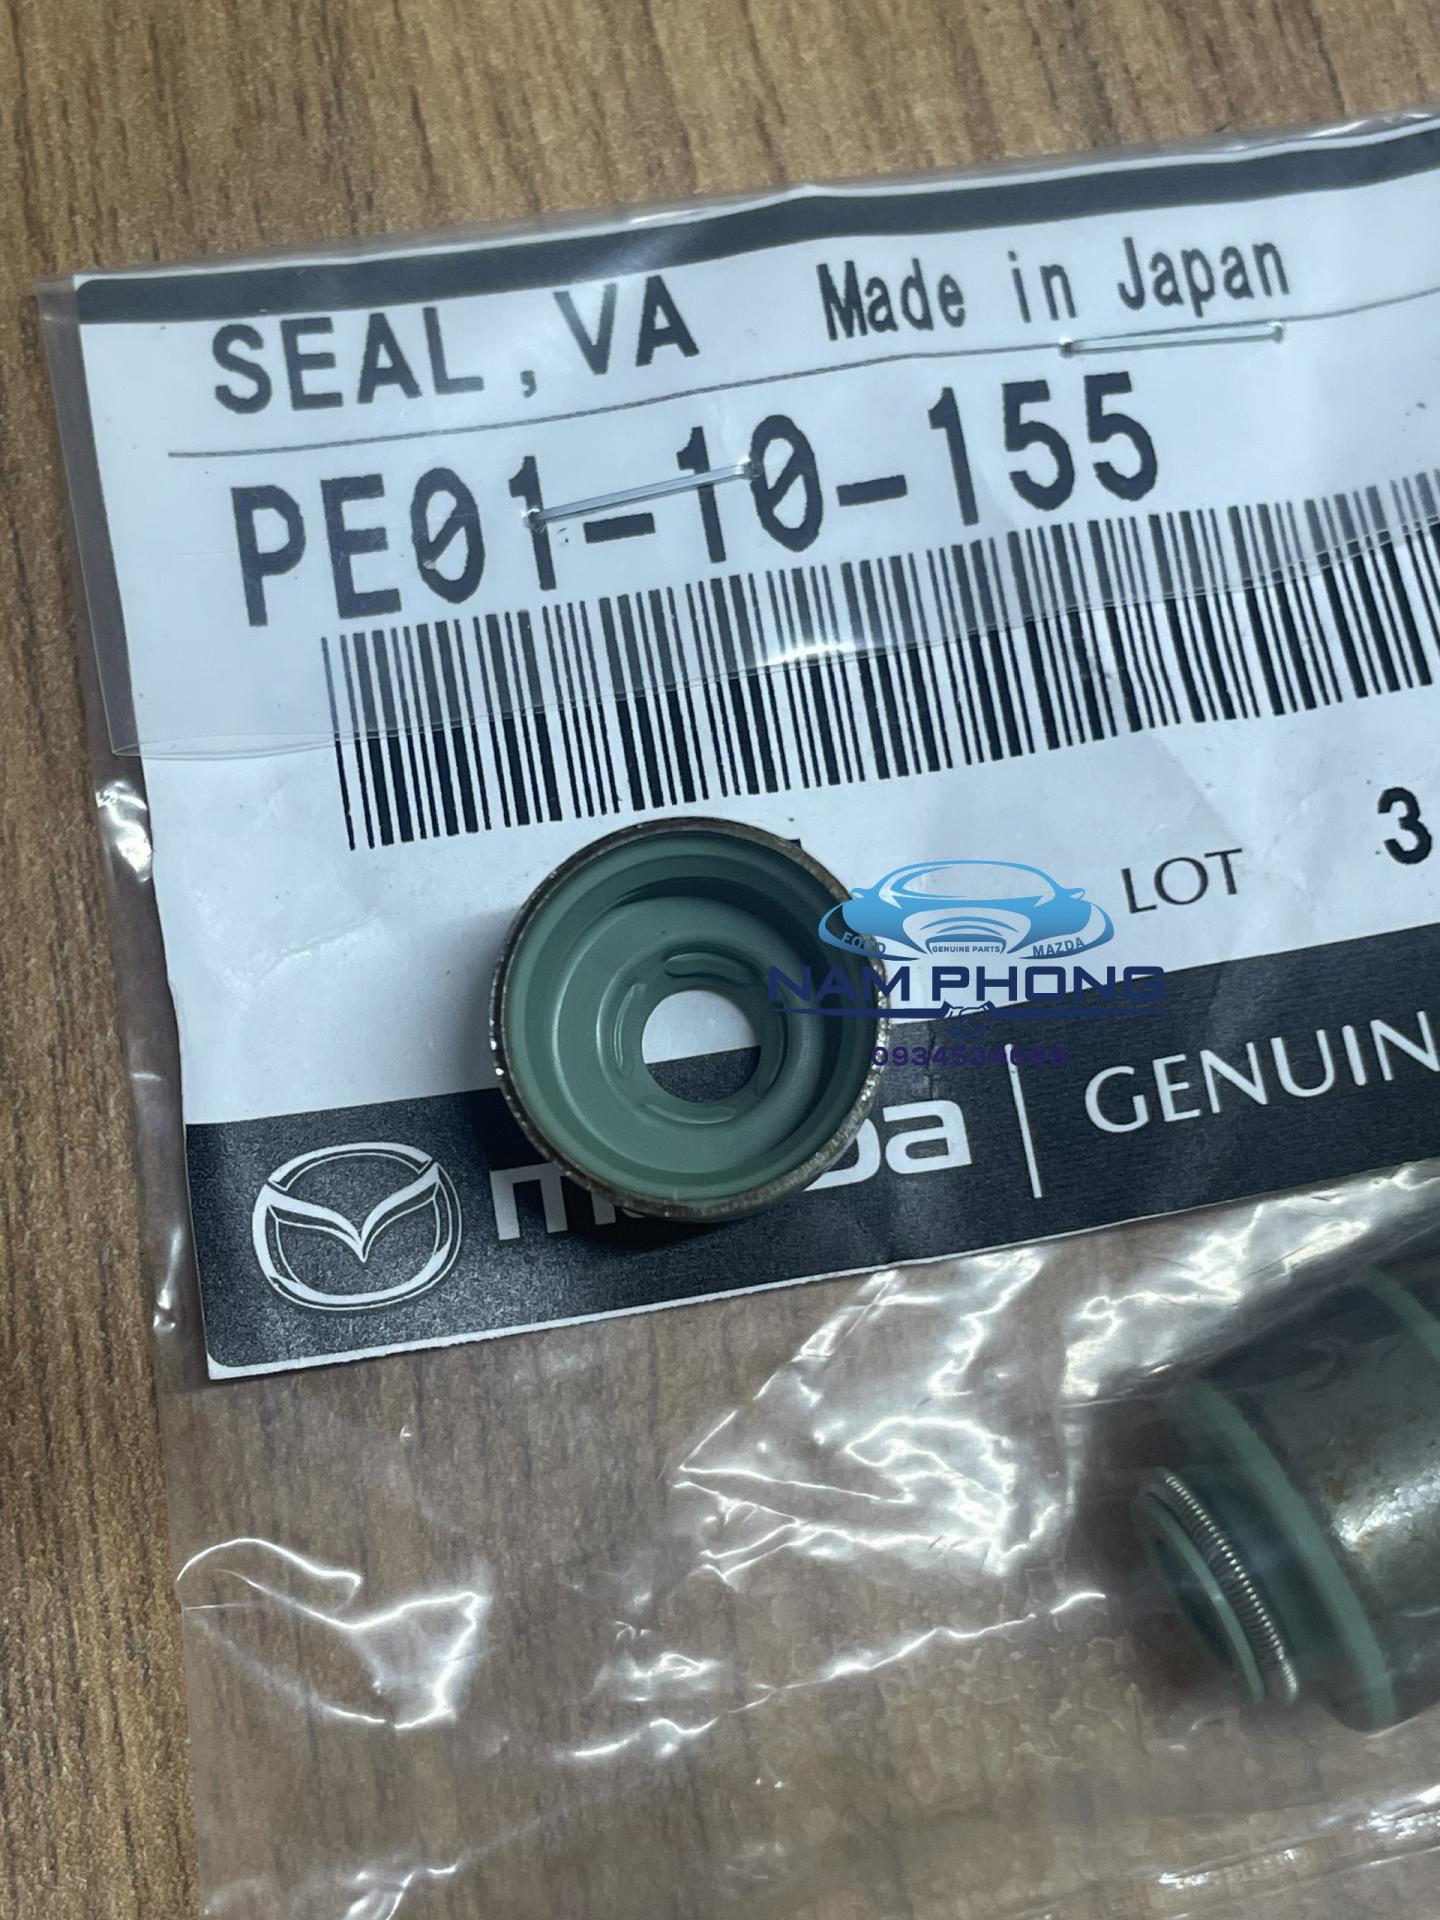 SEAL, VA Made in Japan
PE01-10-155
LOT 3
FORD GENUINE PARTS MAZDA
NAM PHONG
GENUIN